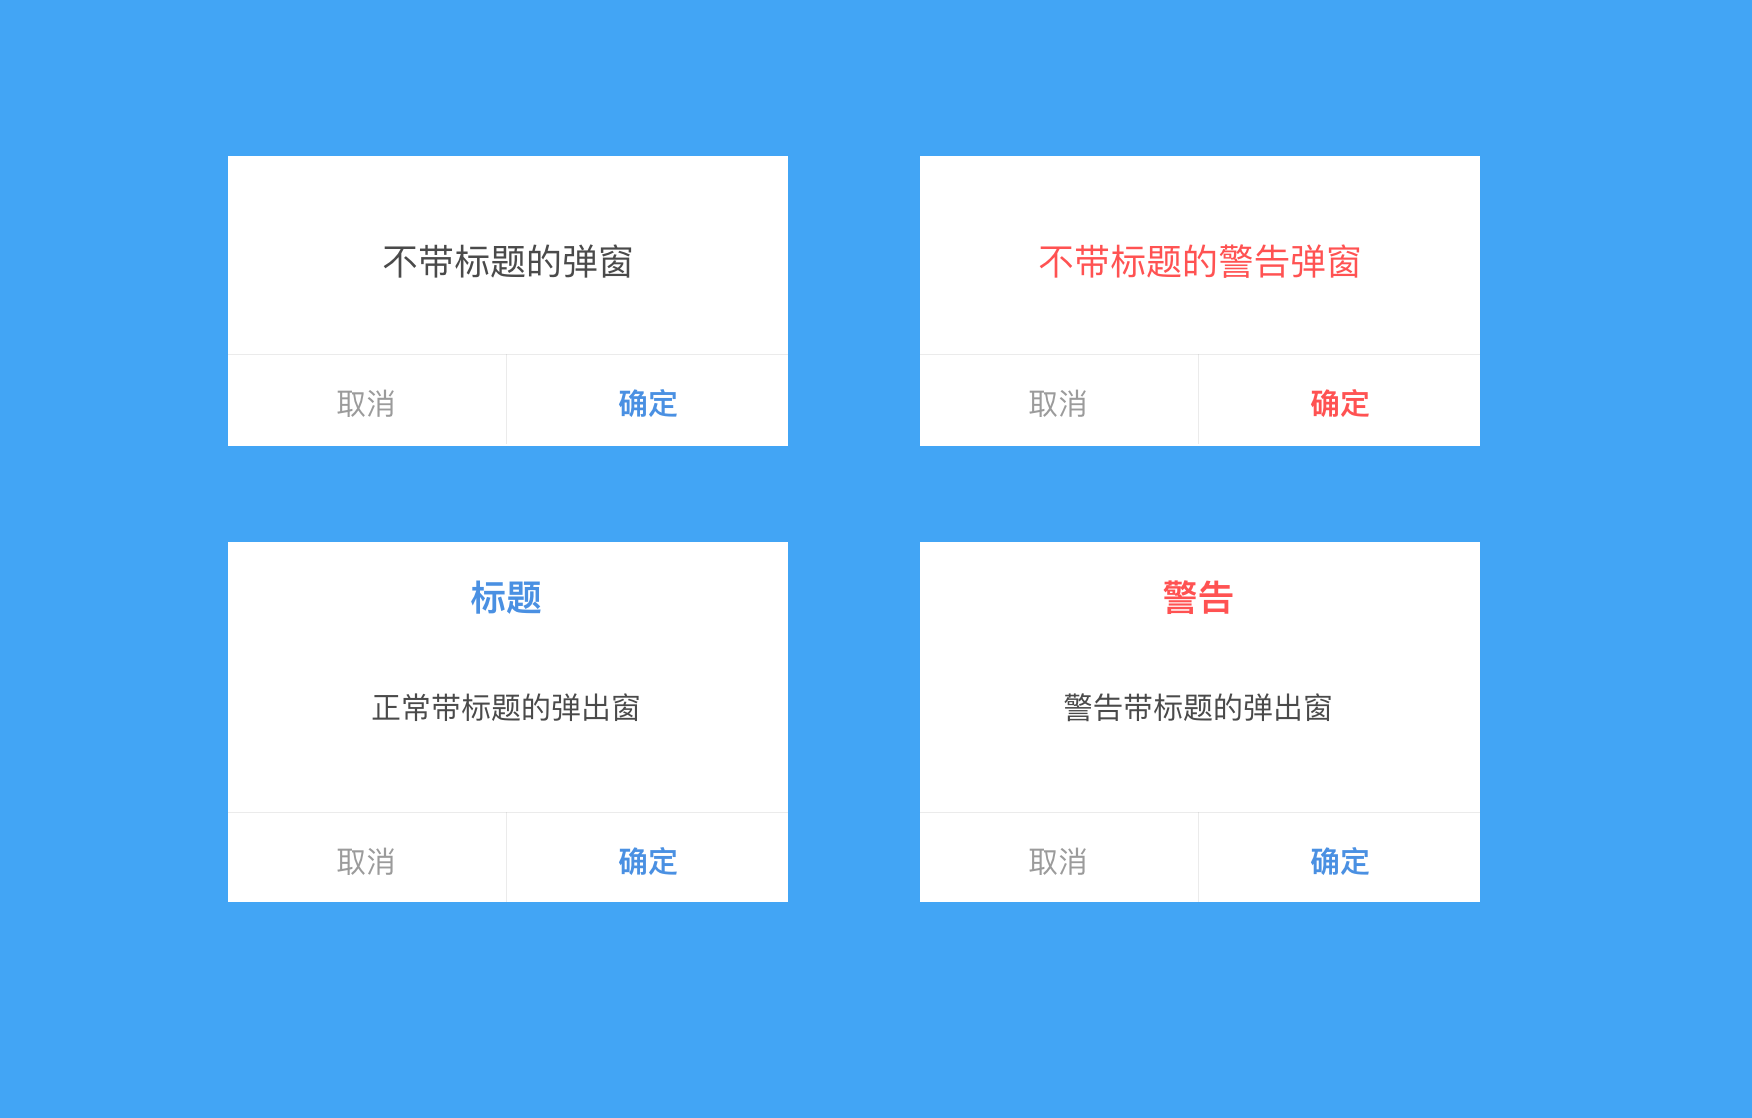 不带标题的弹窗
取消
确定
不带标题的警告弹窗
取消
确定
标题
正常带标题的弹出窗
取消
确定
警告
警告带标题的弹出窗
取消
确定